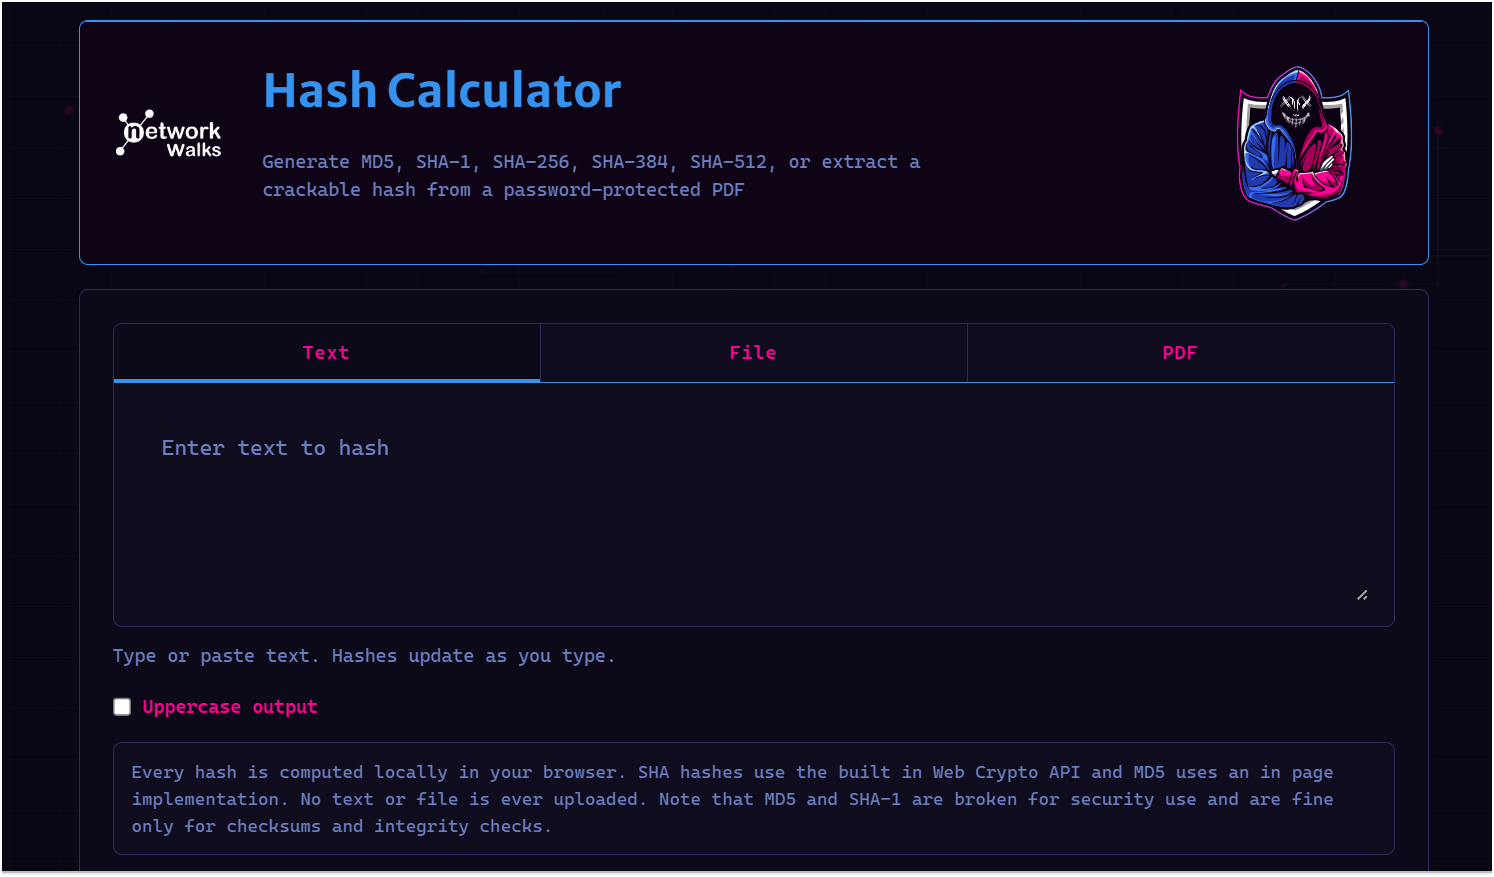 network
Walks
Hash Calculator
Generate MD5, SHA-1, SHA-256, SHA-384, SHA-512, or extract a
crackable hash from a password-protected PDF
Text
File
PDF
Enter text to hash
Type or paste text. Hashes update as you type.
Uppercase output
Every hash is computed locally in your browser. SHA hashes use the built in Web Crypto API and MD5 uses an in page
implementation. No text or file is ever uploaded. Note that MD5 and SHA-1 are broken for security use and are fine
only for checksums and integrity checks.